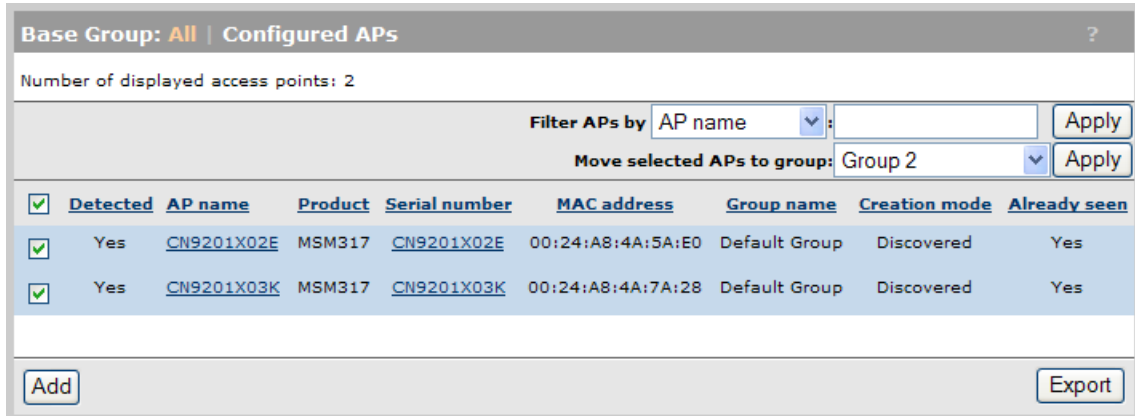 Base Group: All | Configured APs ?
Number of displayed access points: 2
Filter APs by AP name : Apply
Move selected APs to group: Group 2 Apply
Detected AP name Product Serial number MAC address Group name Creation mode Already seen
Yes CN9201X02E MSM317 CN9201X02E 00:24:A8:4A:5A:E0 Default Group Discovered Yes
Yes CN9201X03K MSM317 CN9201X03K 00:24:A8:4A:7A:28 Default Group Discovered Yes
Add Export